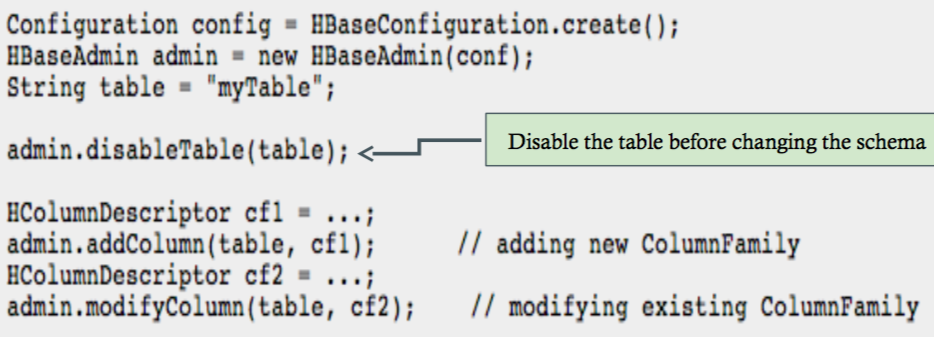 Configuration config = HBaseConfiguration.create();
HBaseAdmin admin = new HBaseAdmin(conf);
String table = "myTable";
admin.disableTable(table);
Disable the table before changing the schema
HColumnDescriptor cf1 = ...;
admin.addColumn(table, cf1);      // adding new ColumnFamily
HColumnDescriptor cf2 = ...;
admin.modifyColumn(table, cf2);    // modifying existing ColumnFamily